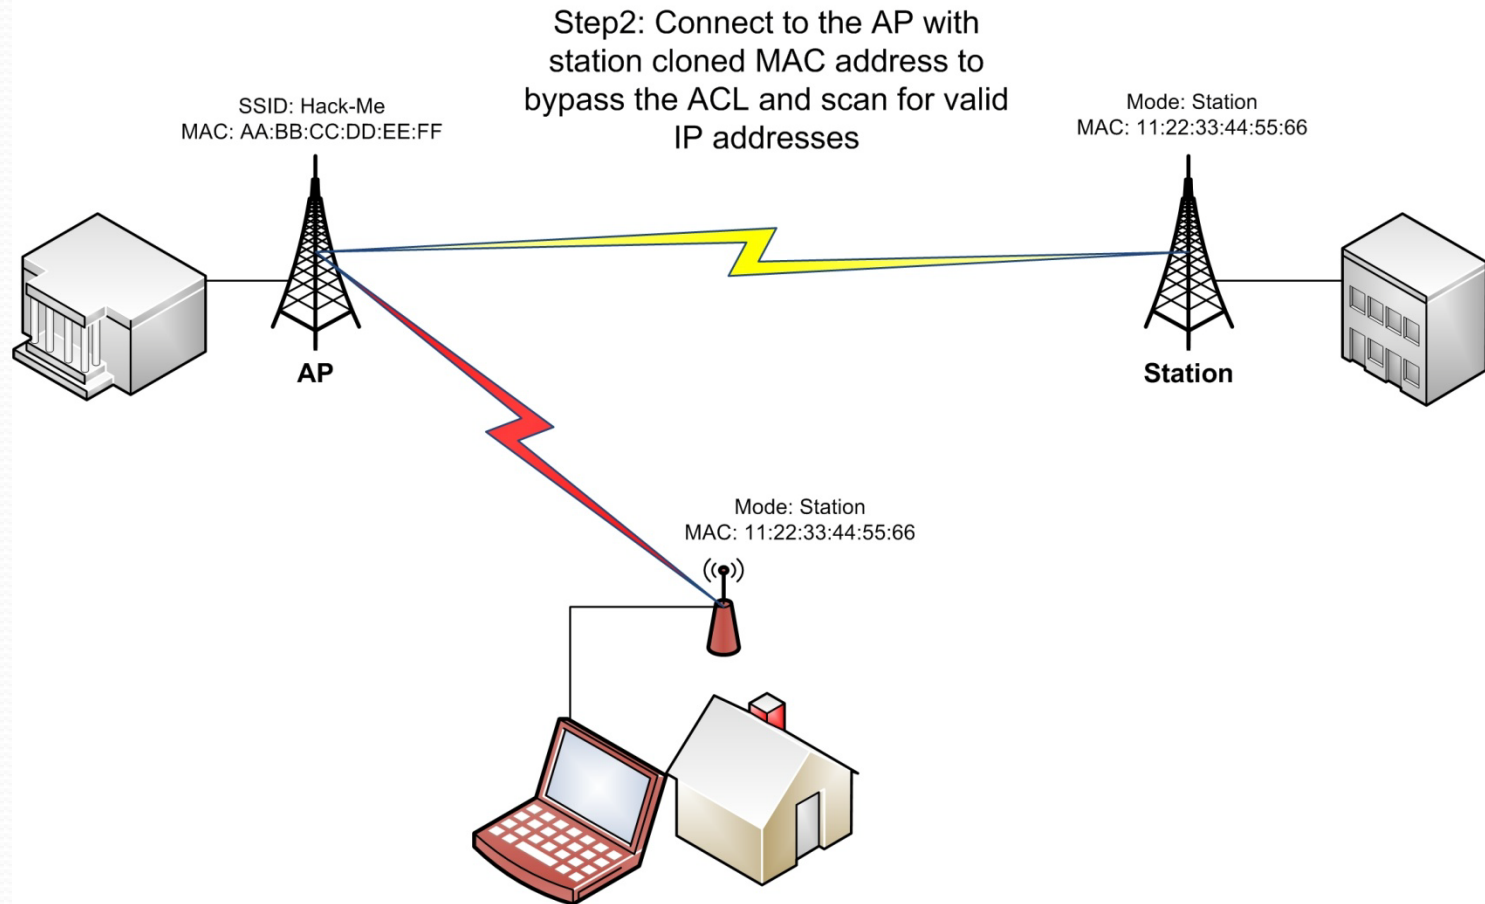 Step2: Connect to the AP with
station cloned MAC address to
bypass the ACL and scan for valid
IP addresses
SSID: Hack-Me
MAC: AA:BB:CC:DD:EE:FF
Mode: Station
MAC: 11:22:33:44:55:66
AP
Station
Mode: Station
MAC: 11:22:33:44:55:66